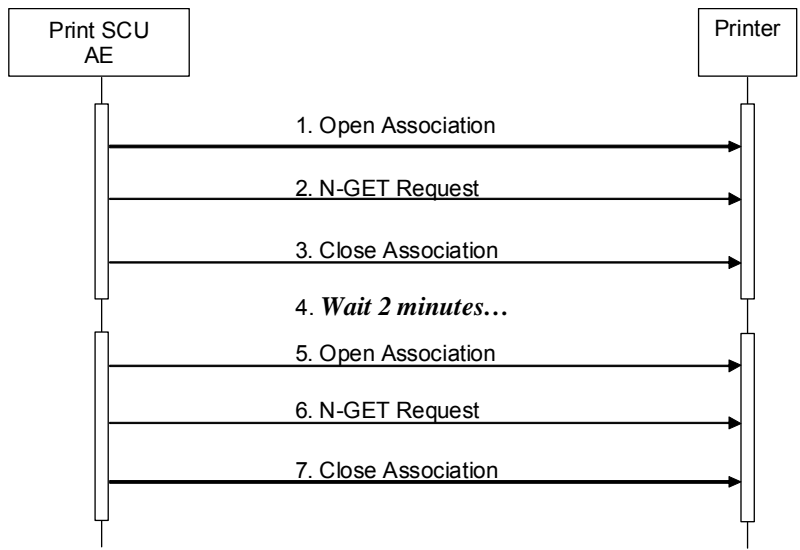 Print SCU
AE
Printer
1. Open Association
2. N-GET Request
3. Close Association
4. Wait 2 minutes…
5. Open Association
6. N-GET Request
7. Close Association